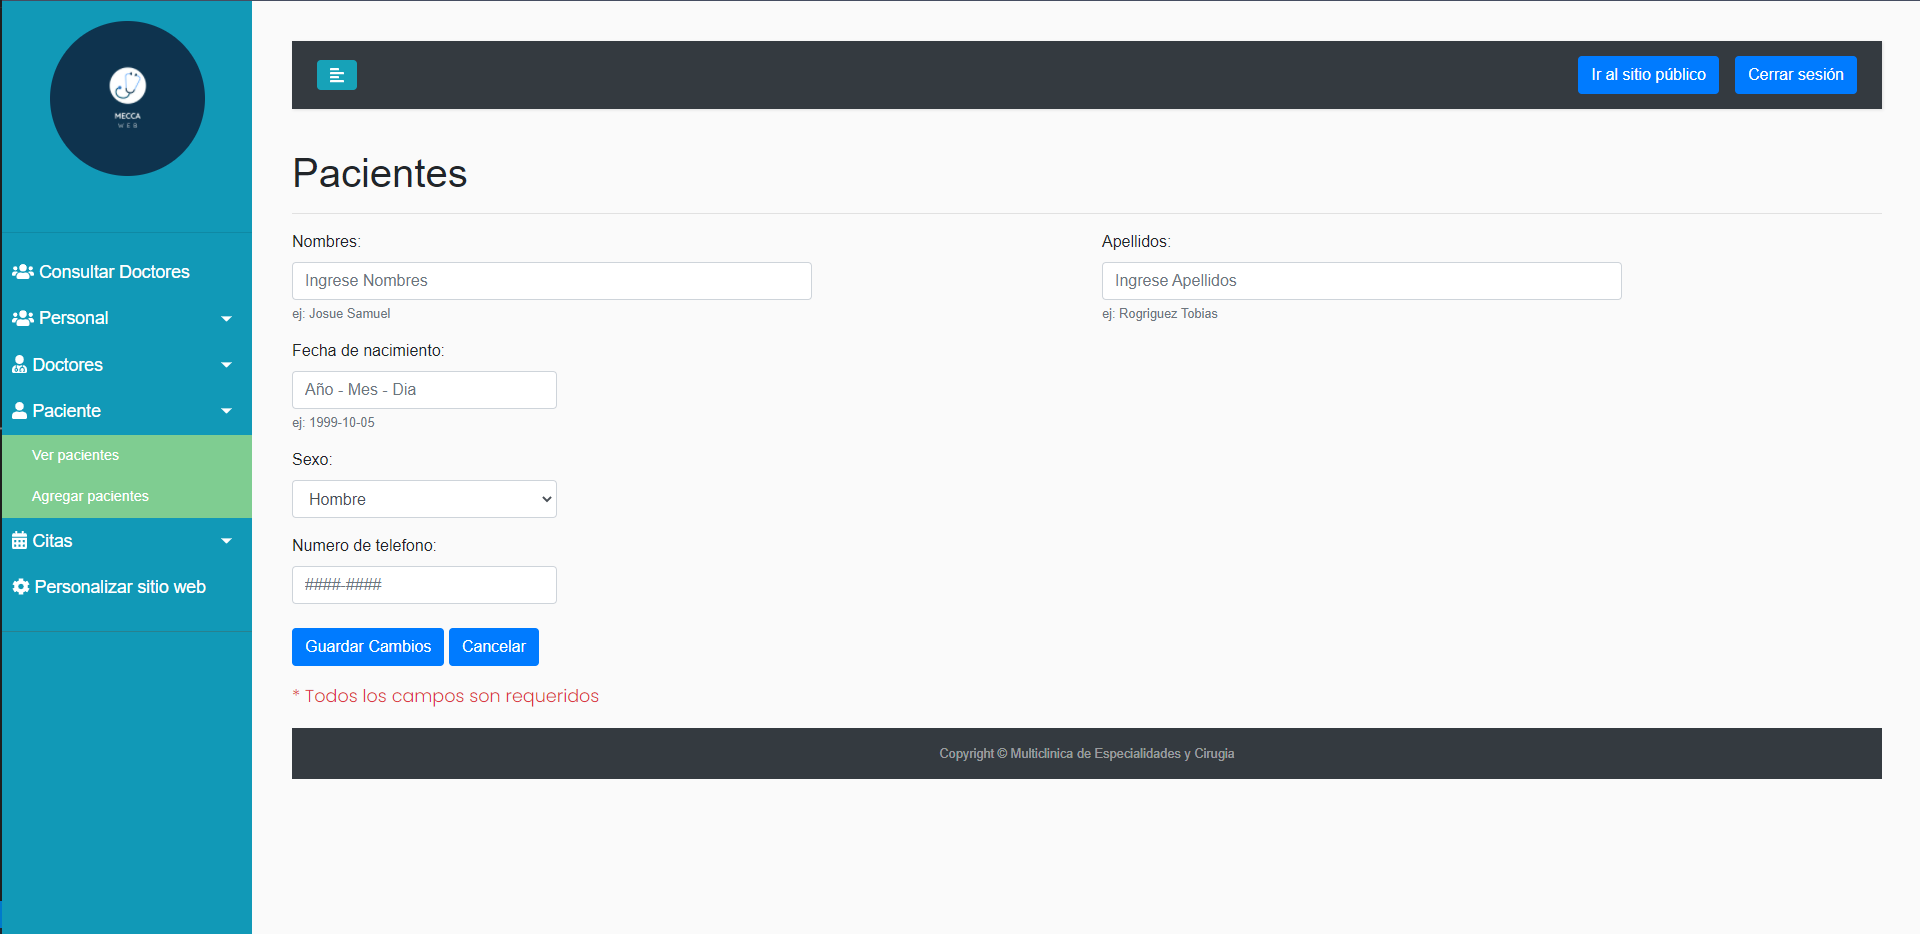 MECCA
WEB
Consultar Doctores
Personal
Doctores
Paciente
Ver pacientes
Agregar pacientes
Citas
Personalizar sitio web
Ir al sitio público
Cerrar sesión
Pacientes
Nombres:
Apellidos:
Ingrese Nombres
Ingrese Apellidos
ej: Josue Samuel
ej: Rogriguez Tobias
Fecha de nacimiento:
Año - Mes - Dia
ej: 1999-10-05
Sexo:
Hombre
Numero de telefono:
####-####
Guardar Cambios
Cancelar
* Todos los campos son requeridos
Copyright © Multiclinica de Especialidades y Cirugia